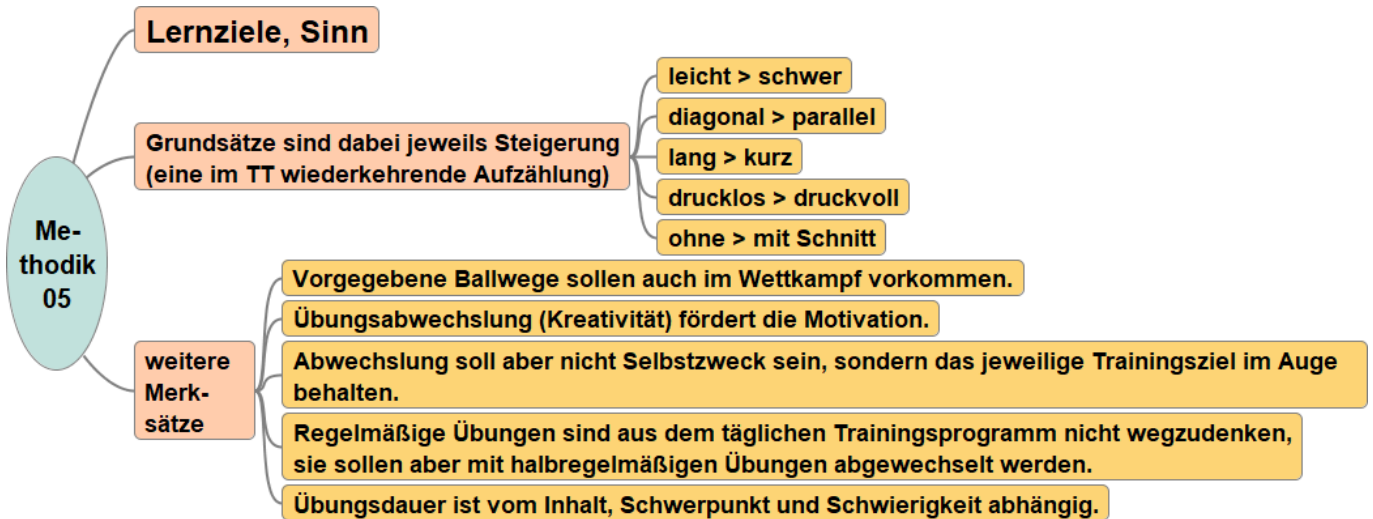 Lernziele, Sinn
leicht > schwer
diagonal > parallel
Grundsätze sind dabei jeweils Steigerung
(eine im TT wiederkehrende Aufzählung)
lang > kurz
drucklos > druckvoll
ohne > mit Schnitt
Me-
thodik
05
Vorgegebene Ballwege sollen auch im Wettkampf vorkommen.
Übungsabwechslung (Kreativität) fördert die Motivation.
weitere
Merk-
sätze
Abwechslung soll aber nicht Selbstzweck sein, sondern das jeweilige Trainingsziel im Auge
behalten.
Regelmäßige Übungen sind aus dem täglichen Trainingsprogramm nicht wegzudenken,
sie sollen aber mit halbregelmäßigen Übungen abgewechselt werden.
Übungsdauer ist vom Inhalt, Schwerpunkt und Schwierigkeit abhängig.